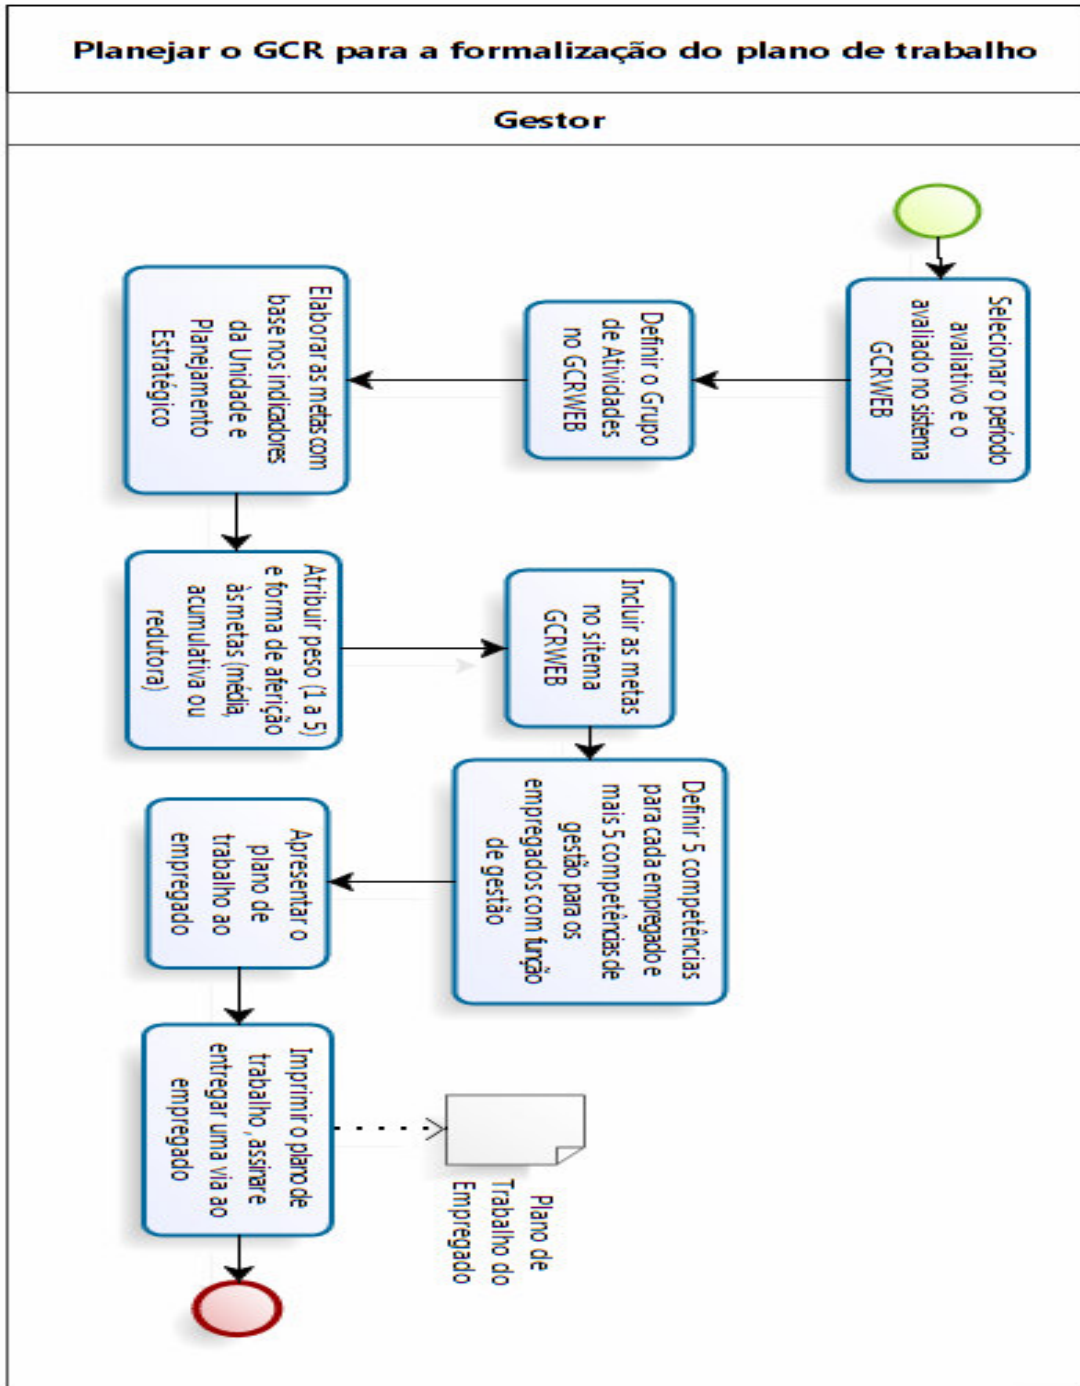 Planejar o GCR para a formalização do plano de trabalho
Gestor
Selecionar o período
avaliativo e o
avaliado no sistema
GCRWEB
Definir o Grupo
de Atividades
no GCRWEB
Elaborar as metas com
base nos indicadores
da Unidade e
Planejamento
Estratégico
Atribuir peso (1 a 5)
e forma de aferição
às metas (média,
acumulativa ou
redutora)
Incluir as metas
no sitema
GCRWEB
Definir 5 competências
para cada empregado e
mais 5 competências de
gestão para os
empregados com função
de gestão
Apresentar o
plano de
trabalho ao
empregado
Imprimir o plano de
trabalho, assinar e
entregar uma via ao
empregado
Plano de
Trabalho do
Empregado